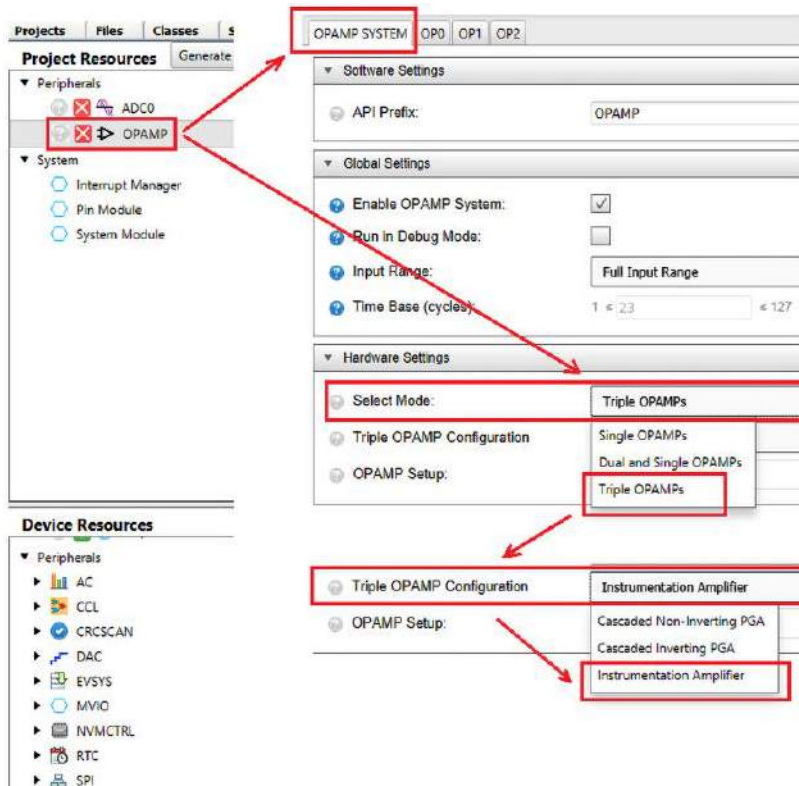 Projects Files Classes
Project Resources Generate
Peripherals
ADC0
OPAMP
System
Interrupt Manager
Pin Module
System Module
Device Resources
Peripherals
AC
CCL
CRCSCAN
DAC
EVSYS
MVIO
NVMCTRL
RTC
SPI
OPAMP SYSTEM OP0 OP1 OP2
Software Settings
API Prefix: OPAMP
Global Settings
Enable OPAMP System:
Run in Debug Mode:
Input Range: Full Input Range
Time Base (cycles): 1 ≤ 23 ≤ 127
Hardware Settings
Select Mode: Triple OPAMPs
Triple OPAMP Configuration Single OPAMPs
Dual and Single OPAMPs
OPAMP Setup:
Triple OPAMPs
Triple OPAMP Configuration Instrumentation Amplifier
OPAMP Setup: Cascaded Non-Inverting PGA
Cascaded Inverting PGA
Instrumentation Amplifier